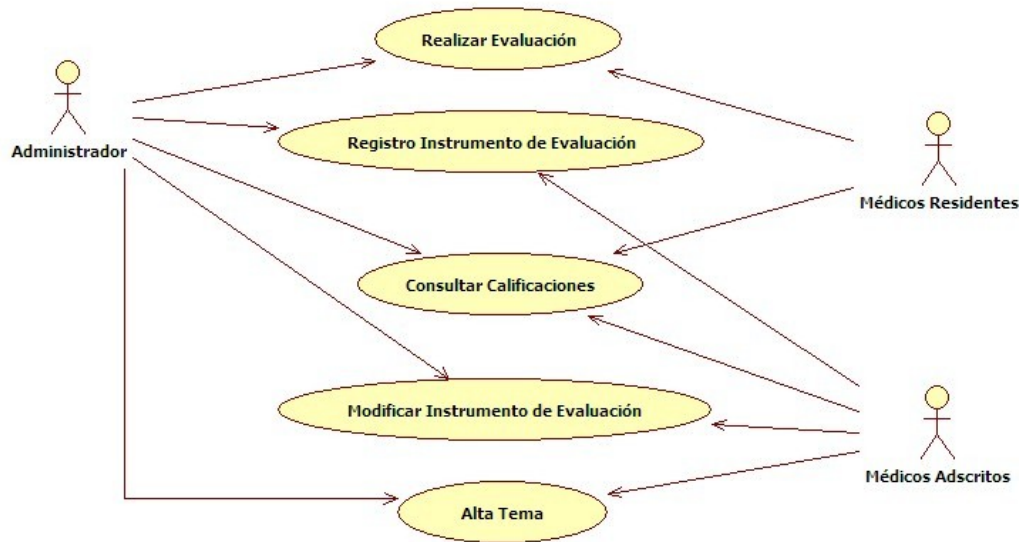 Realizar Evaluación
Administrador
Registro Instrumento de Evaluación
Médicos Residentes
Consultar Calificaciones
Modificar Instrumento de Evaluación
Médicos Adscritos
Alta Tema